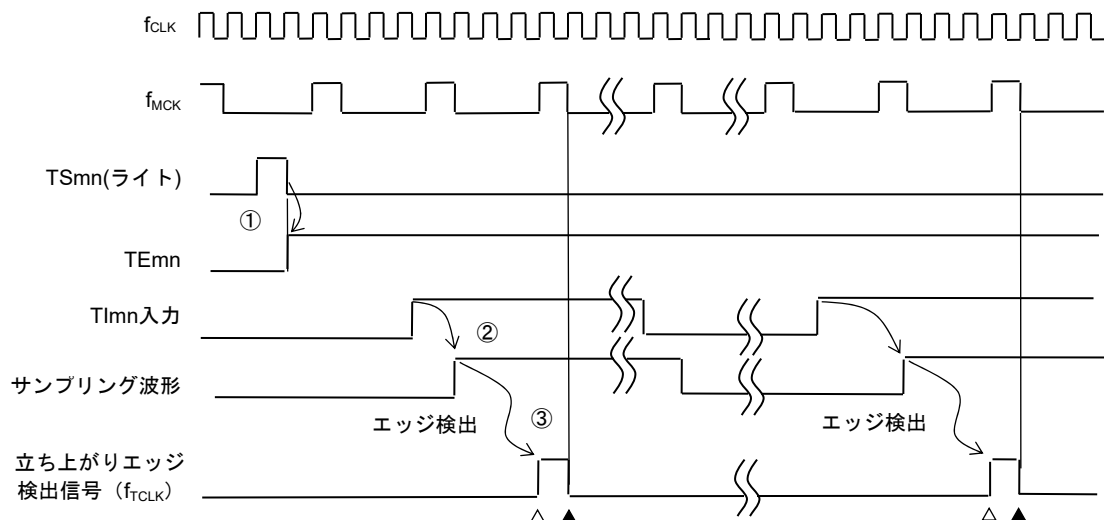 fCLK
fMCK
TSmn(ライト)
①
TEmn
TImn入力
②
サンプリング波形
エッジ検出
③
エッジ検出
立ち上がりエッジ
検出信号（fTCLK）
△ ▲
△ ▲